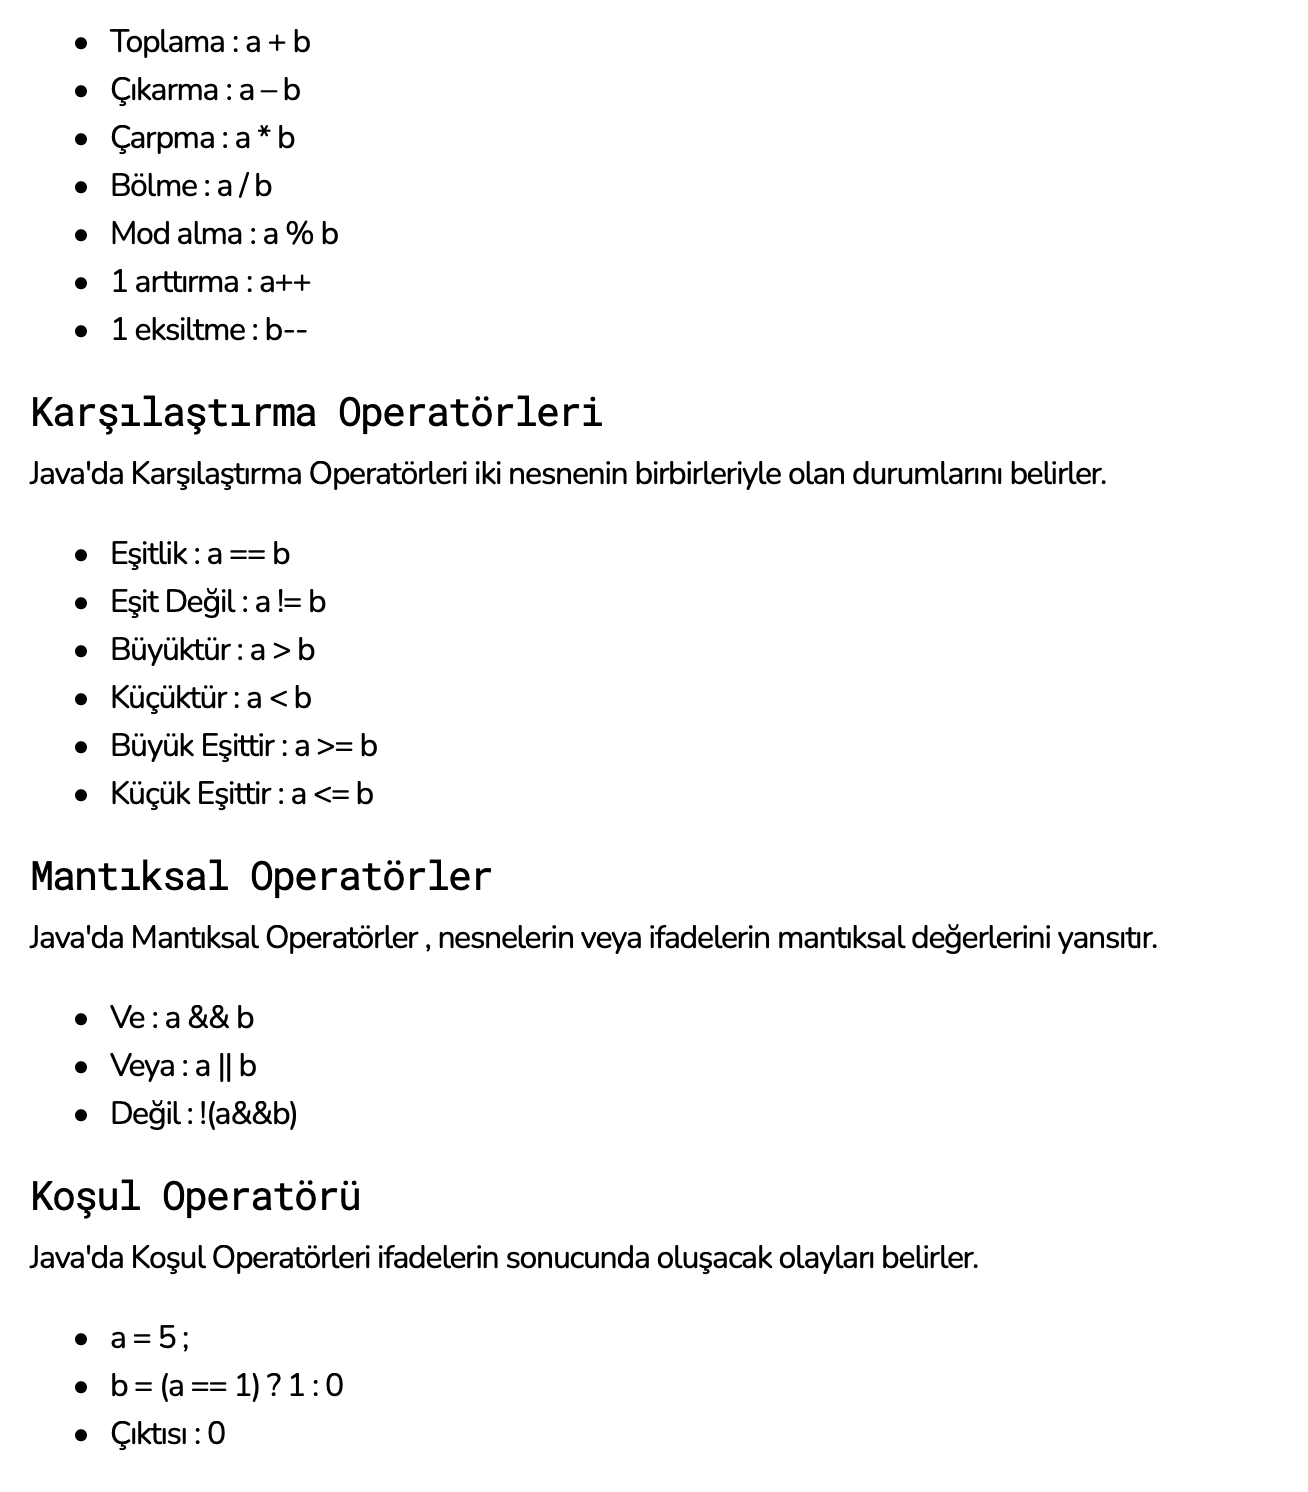 • Toplama : a + b
• Çıkarma : a – b
• Çarpma : a * b
• Bölme : a / b
• Mod alma : a % b
• 1 arttırma : a++
• 1 eksiltme : b--
Karşılaştırma Operatörleri
Java'da Karşılaştırma Operatörleri iki nesnenin birbirleriyle olan durumlarını belirler.
• Eşitlik : a == b
• Eşit Değil : a != b
• Büyüktür : a > b
• Küçüktür : a < b
• Büyük Eşittir : a >= b
• Küçük Eşittir : a <= b
Mantıksal Operatörler
Java'da Mantıksal Operatörler , nesnelerin veya ifadelerin mantıksal değerlerini yansıtır.
• Ve : a && b
• Veya : a || b
• Değil : !(a&&b)
Koşul Operatörü
Java'da Koşul Operatörleri ifadelerin sonucunda oluşacak olayları belirler.
• a = 5 ;
• b = (a == 1) ? 1 : 0
• Çıktısı : 0